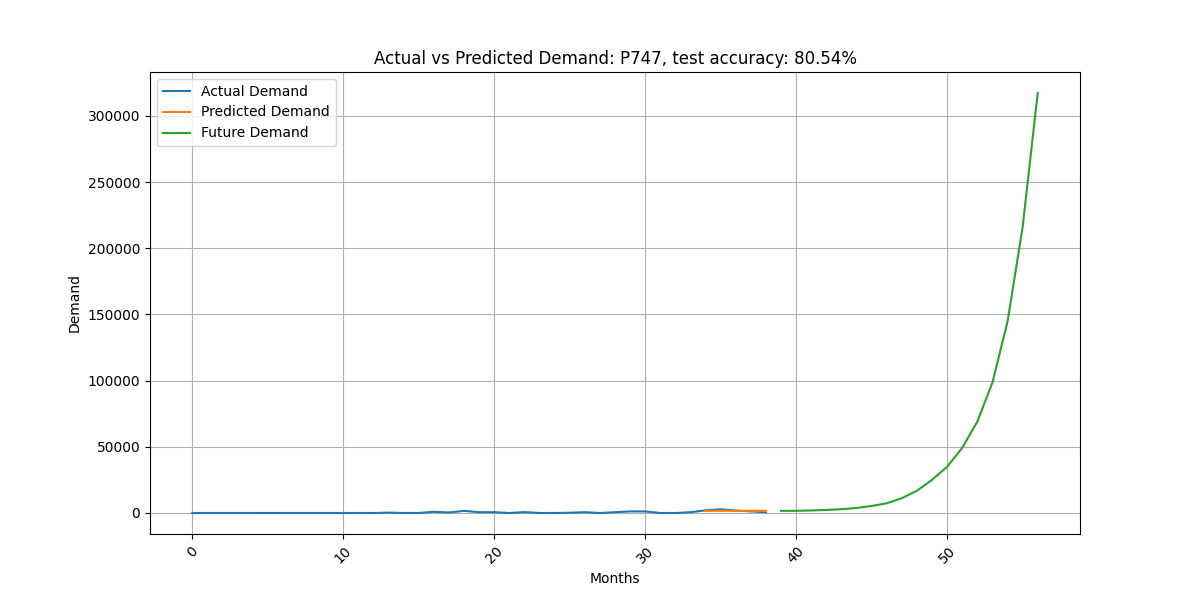 Actual vs Predicted Demand: P747, test accuracy: 80.54%
Actual Demand
Predicted Demand
Future Demand
300000
250000
200000
150000
100000
50000
0
Demand
0 10 20 30 40 50
Months